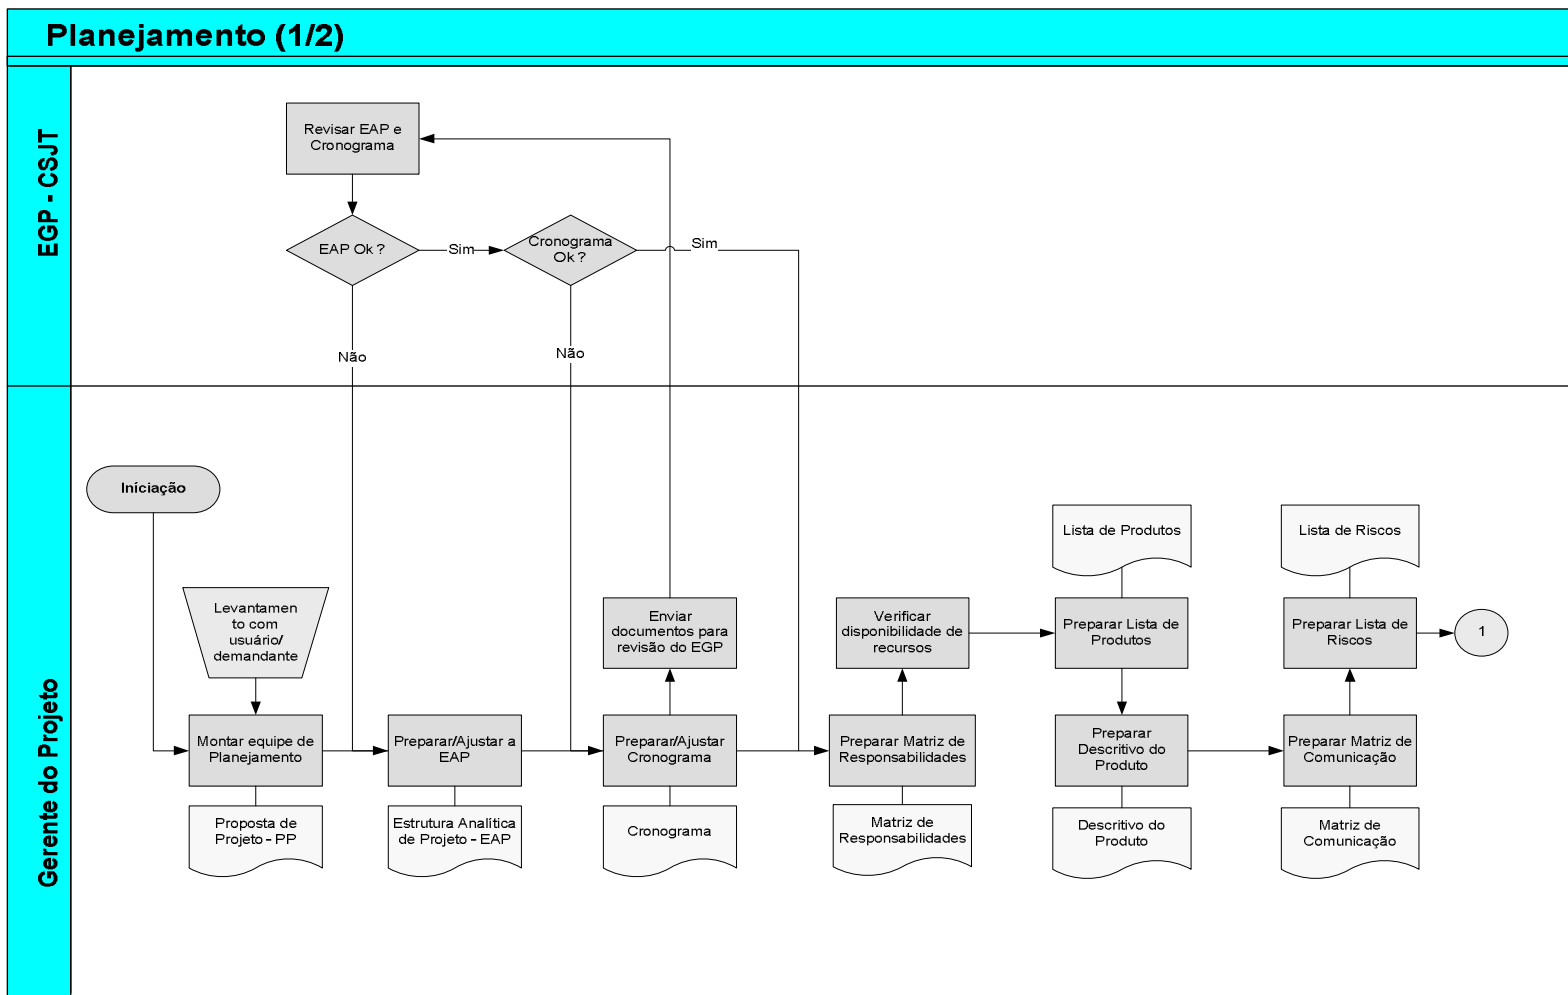 Planejamento (1/2)
EGP - CSJT
Revisar EAP e
Cronograma
EAP Ok ?
Sim
Cronograma
Ok ?
Sim
Não
Não
Gerente do Projeto
Iníciação
Levantamen
to com
usuário/
demandante
Montar equipe de
Planejamento
Proposta de
Projeto - PP
Preparar/Ajustar a
EAP
Estrutura Analítica
de Projeto - EAP
Enviar
documentos para
revisão do EGP
Preparar/Ajustar
Cronograma
Cronograma
Verificar
disponibilidade de
recursos
Preparar Matriz de
Responsabilidades
Matriz de
Responsabilidades
Lista de Produtos
Preparar Lista de
Produtos
Preparar
Descritivo do
Produto
Descritivo do
Produto
Lista de Riscos
Preparar Lista de
Riscos
1
Preparar Matriz de
Comunicação
Matriz de
Comunicação